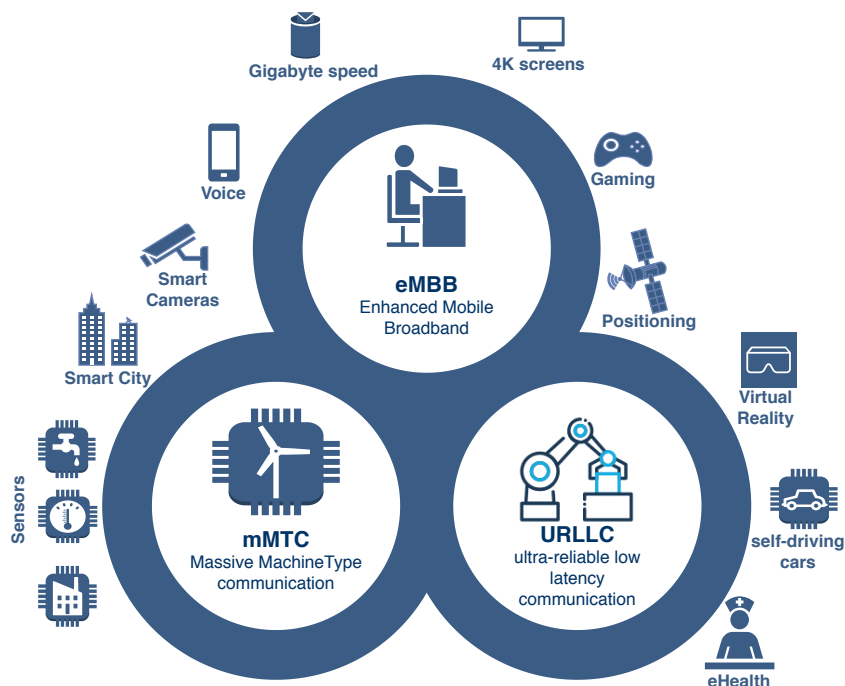 Gigabyte speed
4K screens
Voice
Gaming
Smart
Cameras
eMBB
Enhanced Mobile
Broadband
Positioning
Smart City
Virtual
Reality
Sensors
mMTC
Massive MachineType
communication
URLLC
ultra-reliable low
latency
communication
self-driving
cars
eHealth